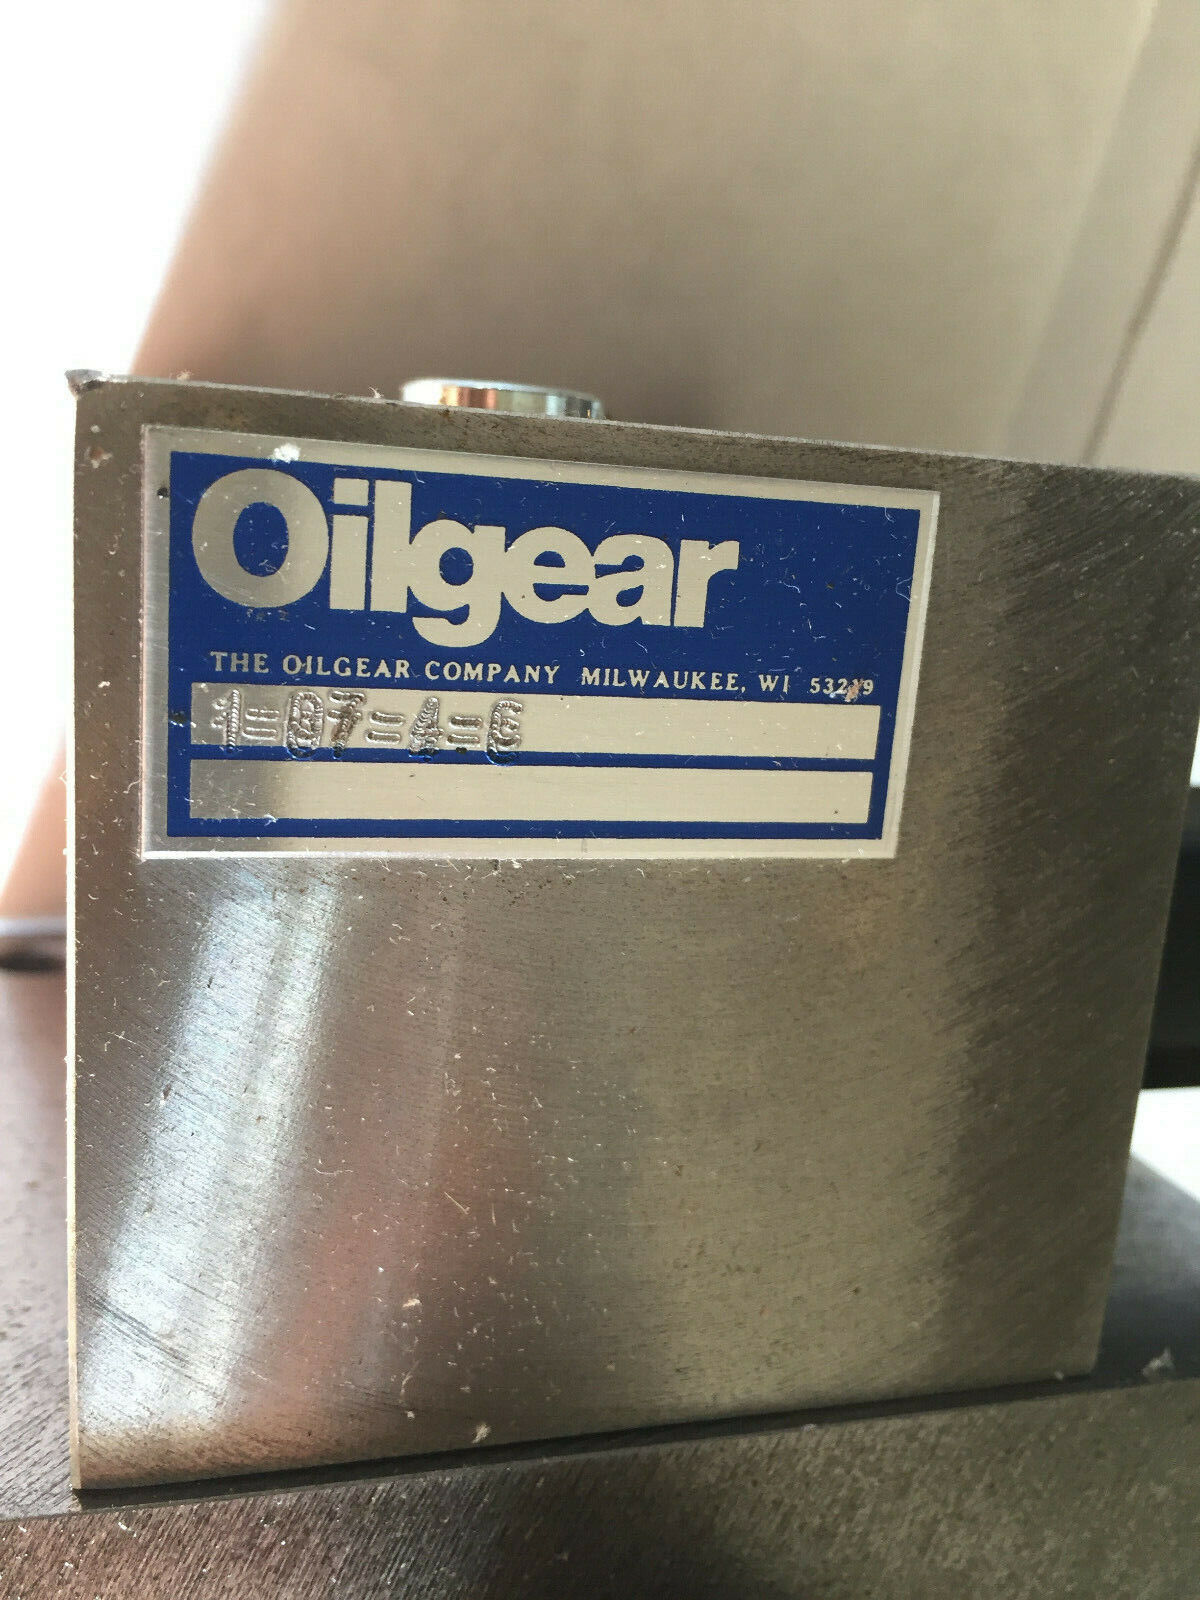 Oilgear
THE OILGEAR COMPANY MILWAUKEE, WI 53219
1=07=4=6